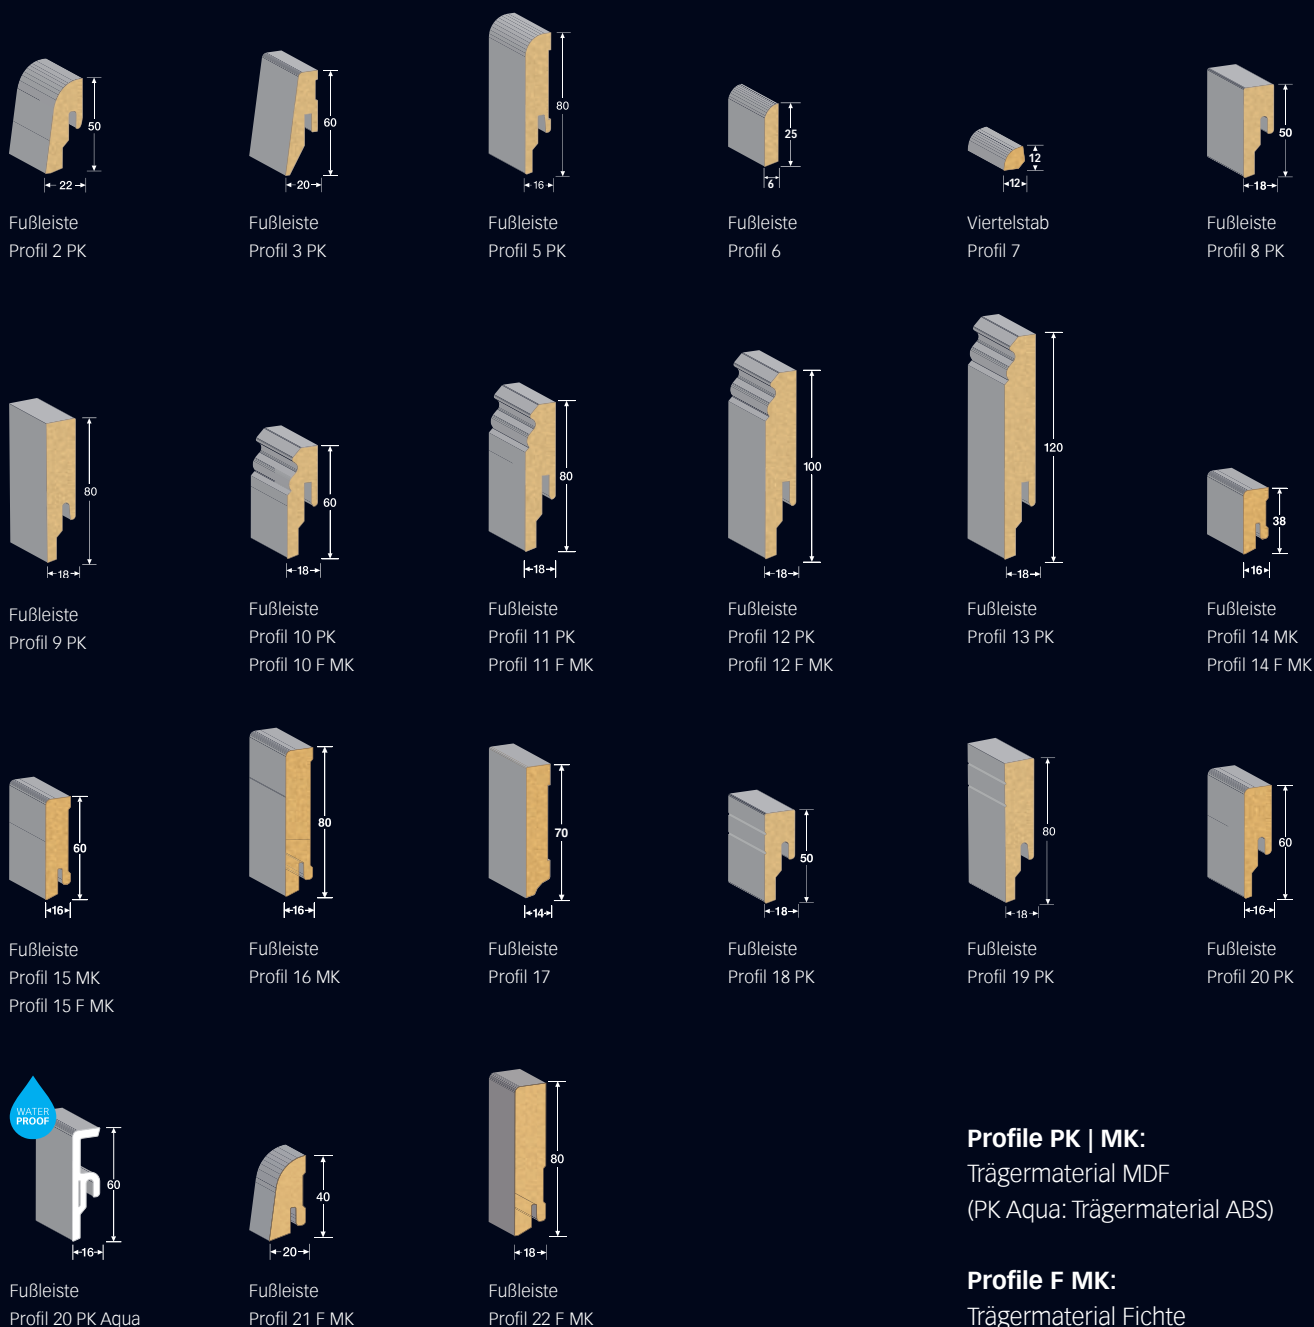 50
22
Fußleiste
Profil 2 PK
60
20
Fußleiste
Profil 3 PK
80
16
Fußleiste
Profil 5 PK
25
6
Fußleiste
Profil 6
12
12
Viertelstab
Profil 7
50
18
Fußleiste
Profil 8 PK
80
18
Fußleiste
Profil 9 PK
60
18
Fußleiste
Profil 10 PK
Profil 10 F MK
80
18
Fußleiste
Profil 11 PK
Profil 11 F MK
100
18
Fußleiste
Profil 12 PK
Profil 12 F MK
120
18
Fußleiste
Profil 13 PK
38
16
Fußleiste
Profil 14 MK
Profil 14 F MK
60
16
Fußleiste
Profil 15 MK
Profil 15 F MK
80
16
Fußleiste
Profil 16 MK
70
14
Fußleiste
Profil 17
50
18
Fußleiste
Profil 18 PK
80
18
Fußleiste
Profil 19 PK
60
16
Fußleiste
Profil 20 PK
WATER
PROOF
60
16
Fußleiste
Profil 20 PK Aqua
40
20
Fußleiste
Profil 21 F MK
80
18
Fußleiste
Profil 22 F MK
Profile PK | MK:
Trägermaterial MDF
(PK Aqua: Trägermaterial ABS)
Profile F MK:
Trägermaterial Fichte